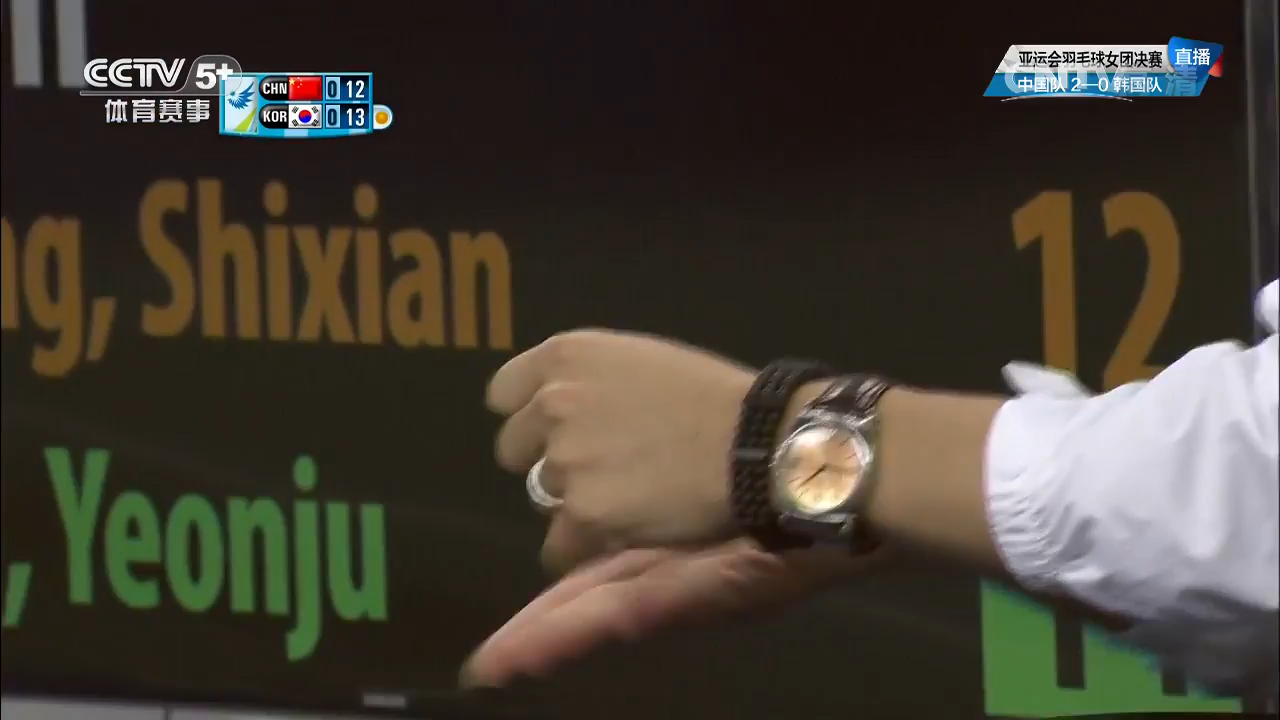 CCTV 5+
体育赛事
CHN 0 12
KOR 0 13
亚运会羽毛球女团决赛
直播
中国队 2—0 韩国队
ng, Shixian 12
, Yeonju